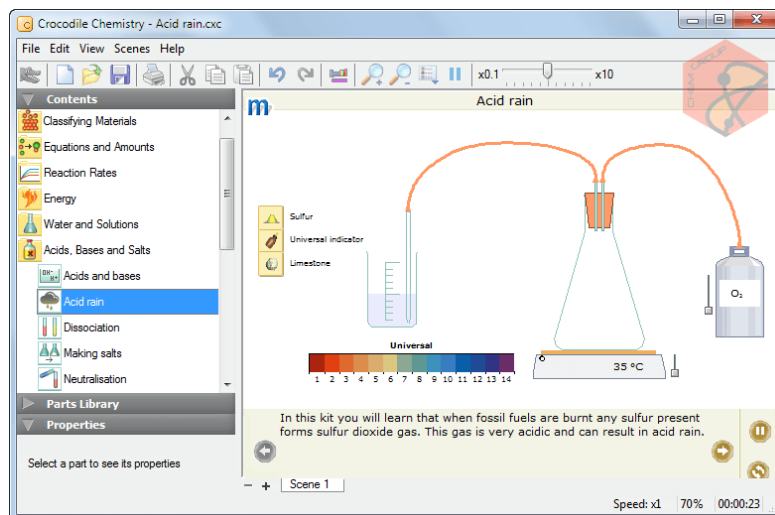 Crocodile Chemistry - Acid rain.cxc
File Edit View Scenes Help
x0.1 x10
Contents
Classifying Materials
Equations and Amounts
Reaction Rates
Energy
Water and Solutions
Acids, Bases and Salts
Acids and bases
Acid rain
Dissociation
Making salts
Neutralisation
Parts Library
Properties
Select a part to see its properties
m
Acid rain
CHEM GROUP
Sulfur
Universal indicator
Limestone
O₂
Universal
1 2 3 4 5 6 7 8 9 10 11 12 13 14
35 ºC
In this kit you will learn that when fossil fuels are burnt any sulfur present
forms sulfur dioxide gas. This gas is very acidic and can result in acid rain.
Scene 1
Speed: x1 70% 00:00:23